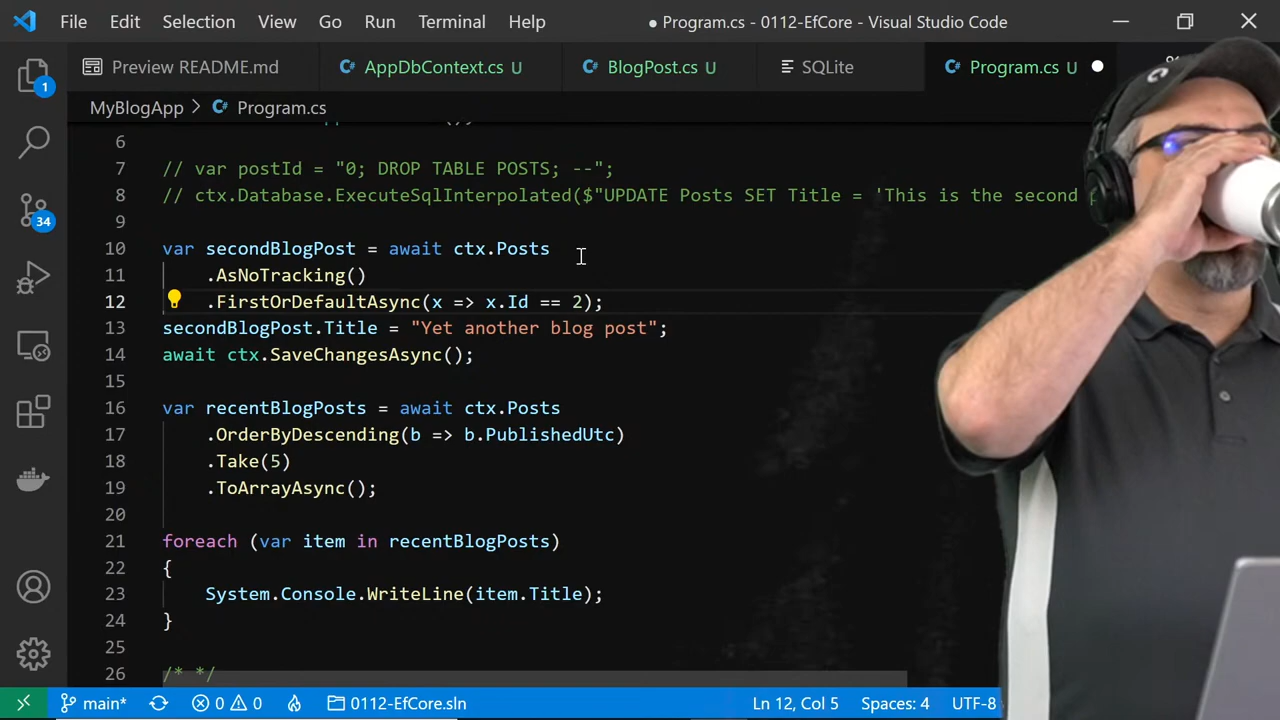 File Edit Selection View Go Run Terminal Help ● Program.cs - 0112-EfCore - Visual Studio Code
Preview README.md AppDbContext.cs U BlogPost.cs U SQLite Program.cs U
MyBlogApp > Program.cs
6
7 // var postId = "0; DROP TABLE POSTS; --";
8 // ctx.Database.ExecuteSqlInterpolated($"UPDATE Posts SET Title = 'This is the second
9
10 var secondBlogPost = await ctx.Posts
11 .AsNoTracking()
12 .FirstOrDefaultAsync(x => x.Id == 2);
13 secondBlogPost.Title = "Yet another blog post";
14 await ctx.SaveChangesAsync();
15
16 var recentBlogPosts = await ctx.Posts
17 .OrderByDescending(b => b.PublishedUtc)
18 .Take(5)
19 .ToArrayAsync();
20
21 foreach (var item in recentBlogPosts)
22 {
23 System.Console.WriteLine(item.Title);
24 }
25
26 /* */
1
34
main* 0 0 0112-EfCore.sln Ln 12, Col 5 Spaces: 4 UTF-8